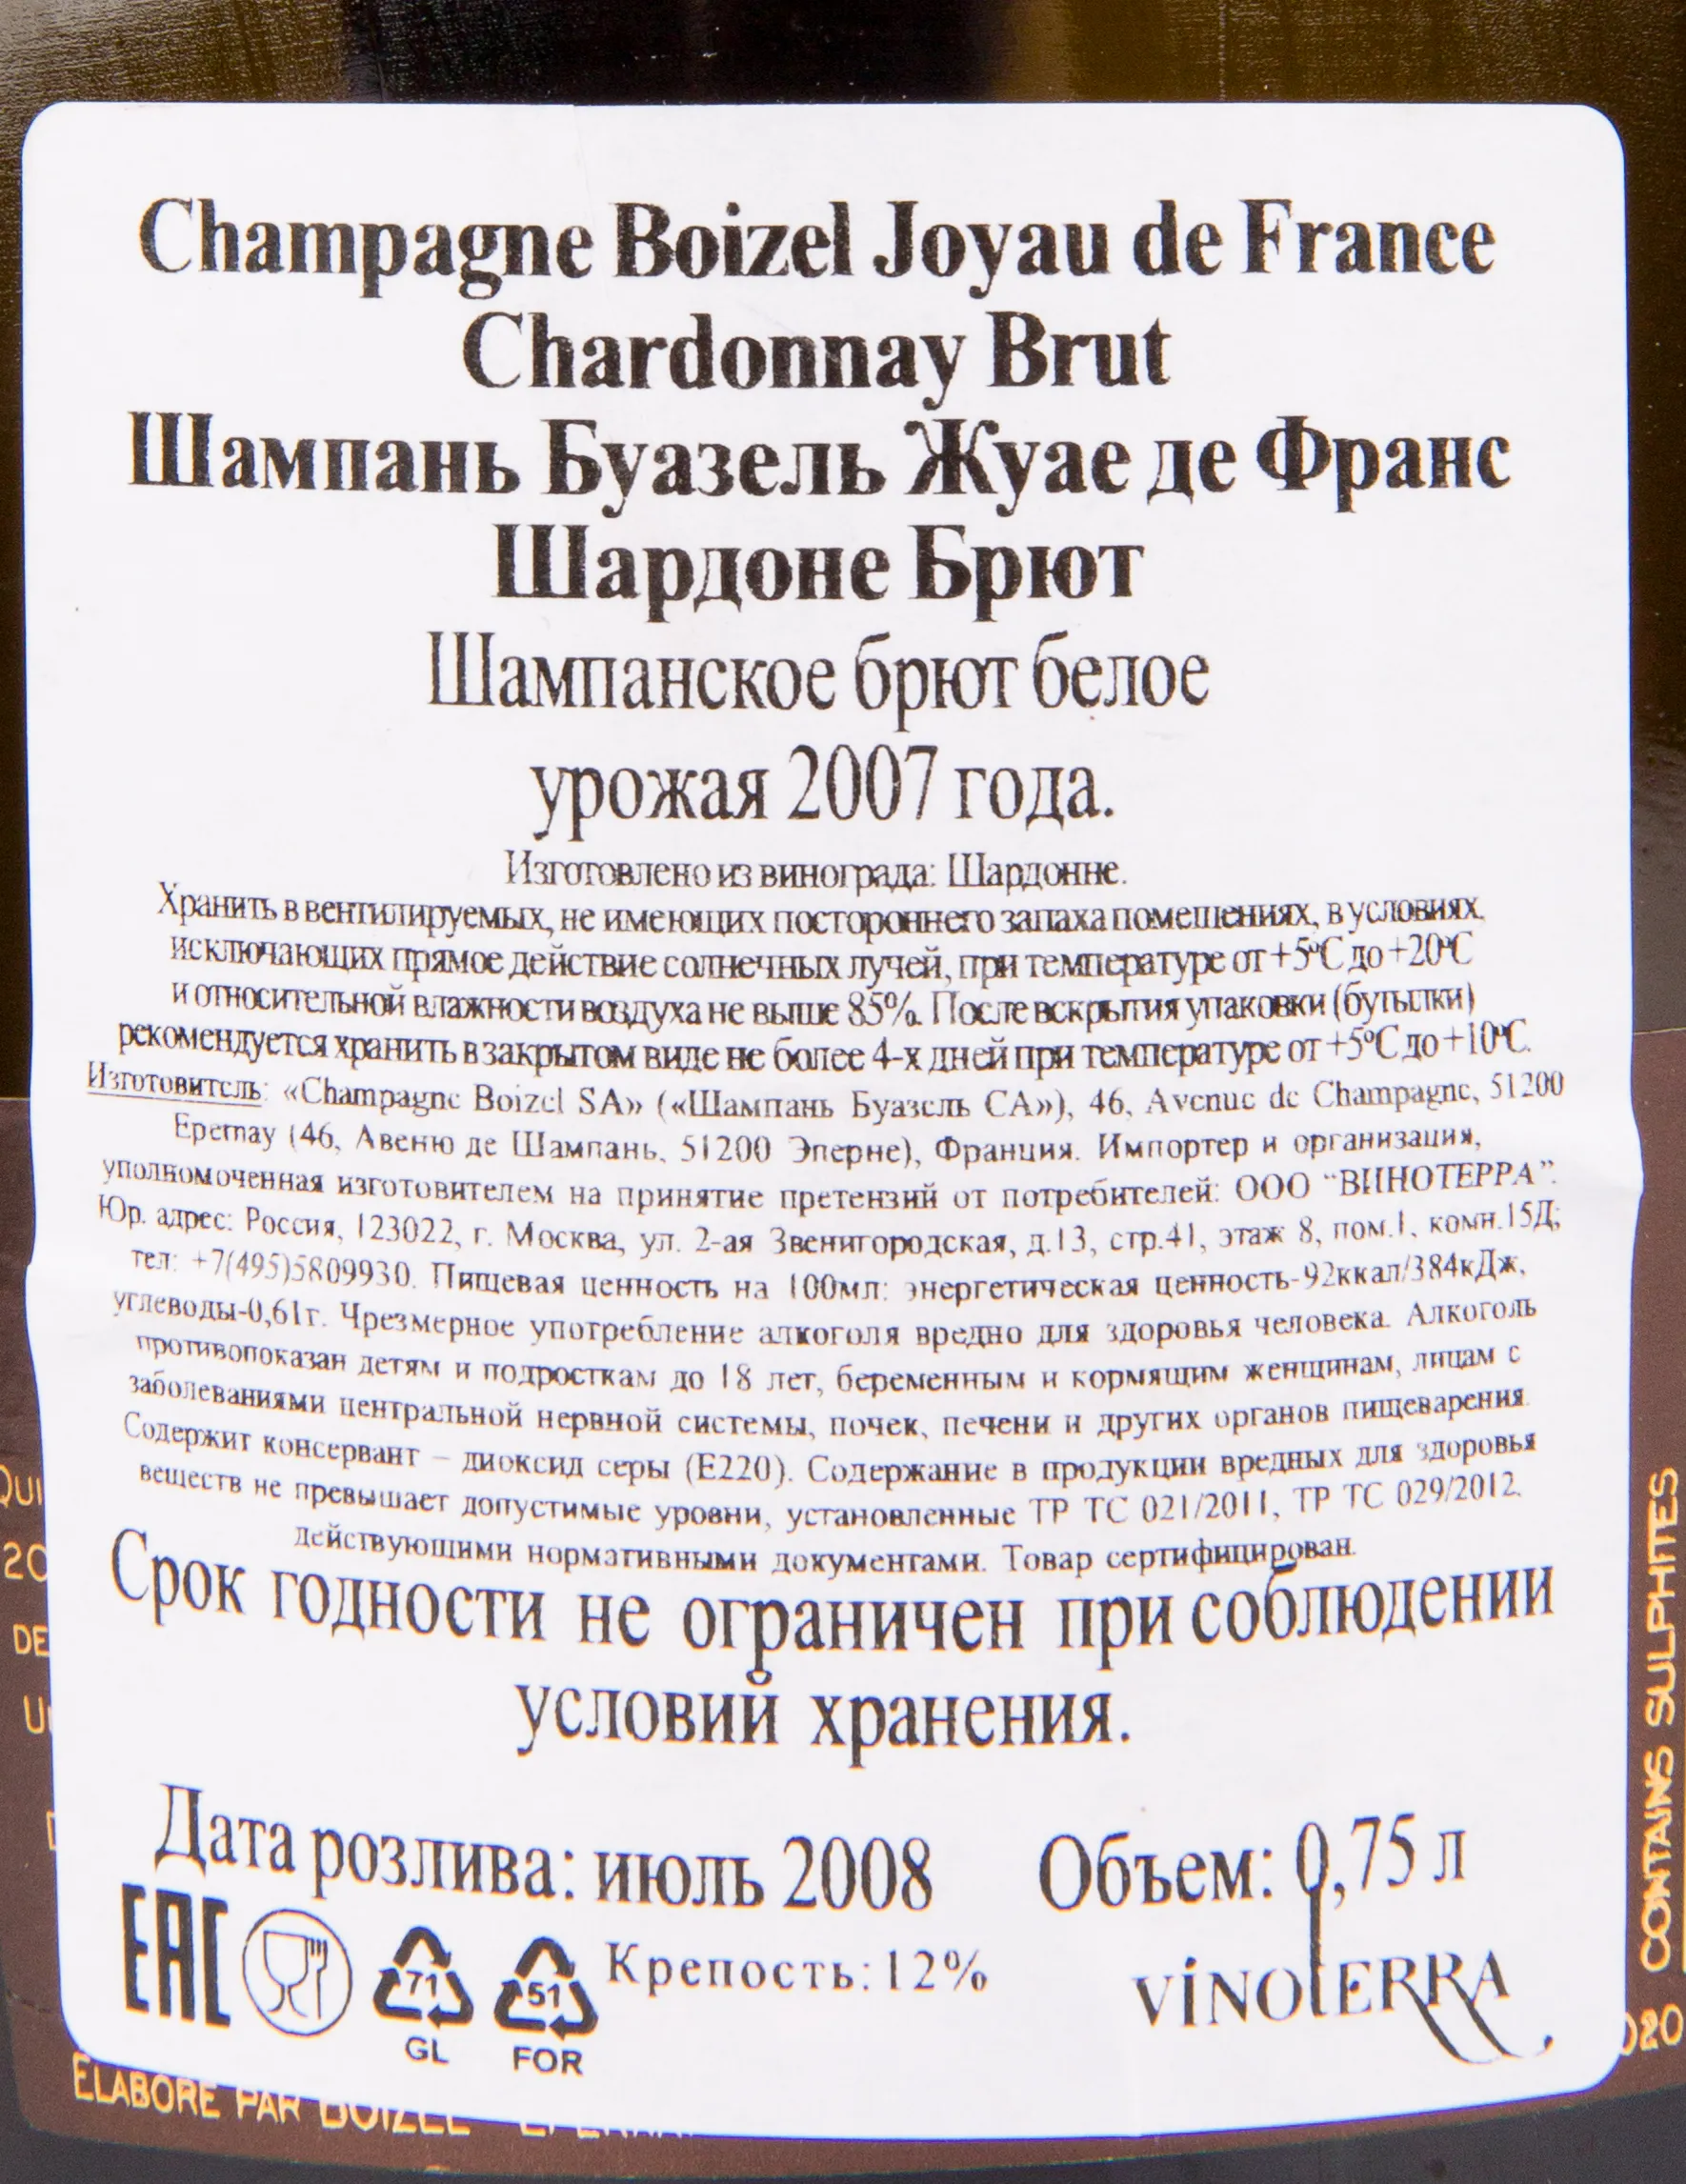 Champagne Boizel Joyau de France
Chardonnay Brut
Шампань Буазель Жуае де Франс
Шардоне Брют
Шампанское брют белое
урожая 2007 года.
Изготовлено из винограда: Шардонне.
Хранить в вентилируемых, не имеющих постороннего запаха помещениях, в условиях,
исключающих прямое действие солнечных лучей, при температуре от +5ºC до +20ºC
и относительной влажности воздуха не выше 85%. После вскрытия упаковки (бутылки)
рекомендуется хранить в закрытом виде не более 4-х дней при температуре от +5ºC до +10ºC.
Изготовитель: «Champagne Boizel SA» («Шампань Буазель СА»), 46, Avenue de Champagne, 51200
Epernay (46, Авеню де Шампань, 51200 Эперне), Франция. Импортер и организация,
уполномоченная изготовителем на принятие претензий от потребителей: ООО "ВИНОТЕРРА".
Юр. адрес: Россия, 123022, г. Москва, ул. 2-ая Звенигородская, д.13, стр.41, этаж 8, пом.I, комн.15Д;
тел: +7(495)5809930. Пищевая ценность на 100мл: энергетическая ценность-92ккал/384кДж,
углеводы-0,61г. Чрезмерное употребление алкоголя вредно для здоровья человека. Алкоголь
противопоказан детям и подросткам до 18 лет, беременным и кормящим женщинам, лицам с
заболеваниями центральной нервной системы, почек, печени и других органов пищеварения.
Содержит консервант – диоксид серы (E220). Содержание в продукции вредных для здоровья
веществ не превышает допустимые уровни, установленные ТР ТС 021/2011, ТР ТС 029/2012,
действующими нормативными документами. Товар сертифицирован.
Срок годности не ограничен при соблюдении
условий хранения.
Дата розлива: июль 2008 Объем: 0,75 л
EAC 71 GL 51 FOR Крепость: 12% VINOTERRA
CONTAINS SULPHITES
QUI
20
DE
020
ELABORÉ PAR BOIZEL